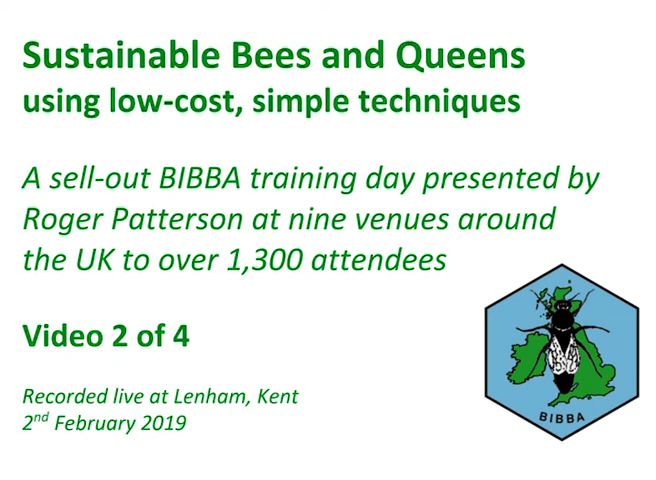 Sustainable Bees and Queens
using low-cost, simple techniques
A sell-out BIBBA training day presented by
Roger Patterson at nine venues around
the UK to over 1,300 attendees
Video 2 of 4
Recorded live at Lenham, Kent
2nd February 2019
BIBBA